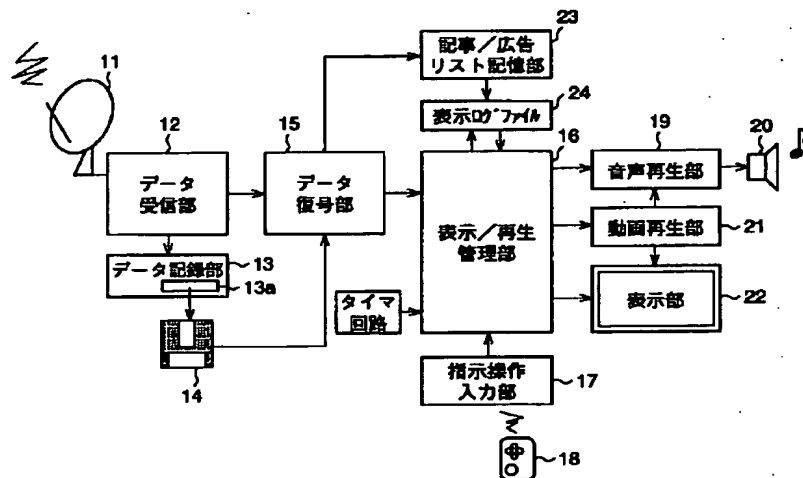 23
記事/広告
リスト記憶部
11
24
表示ログファイル
12
15
16
19
20
データ
受信部
データ
復号部
音声再生部
表示/再生
管理部
動画再生部
21
データ記録部
13
13a
タイマ
回路
表示部
22
14
指示操作
入力部
17
18